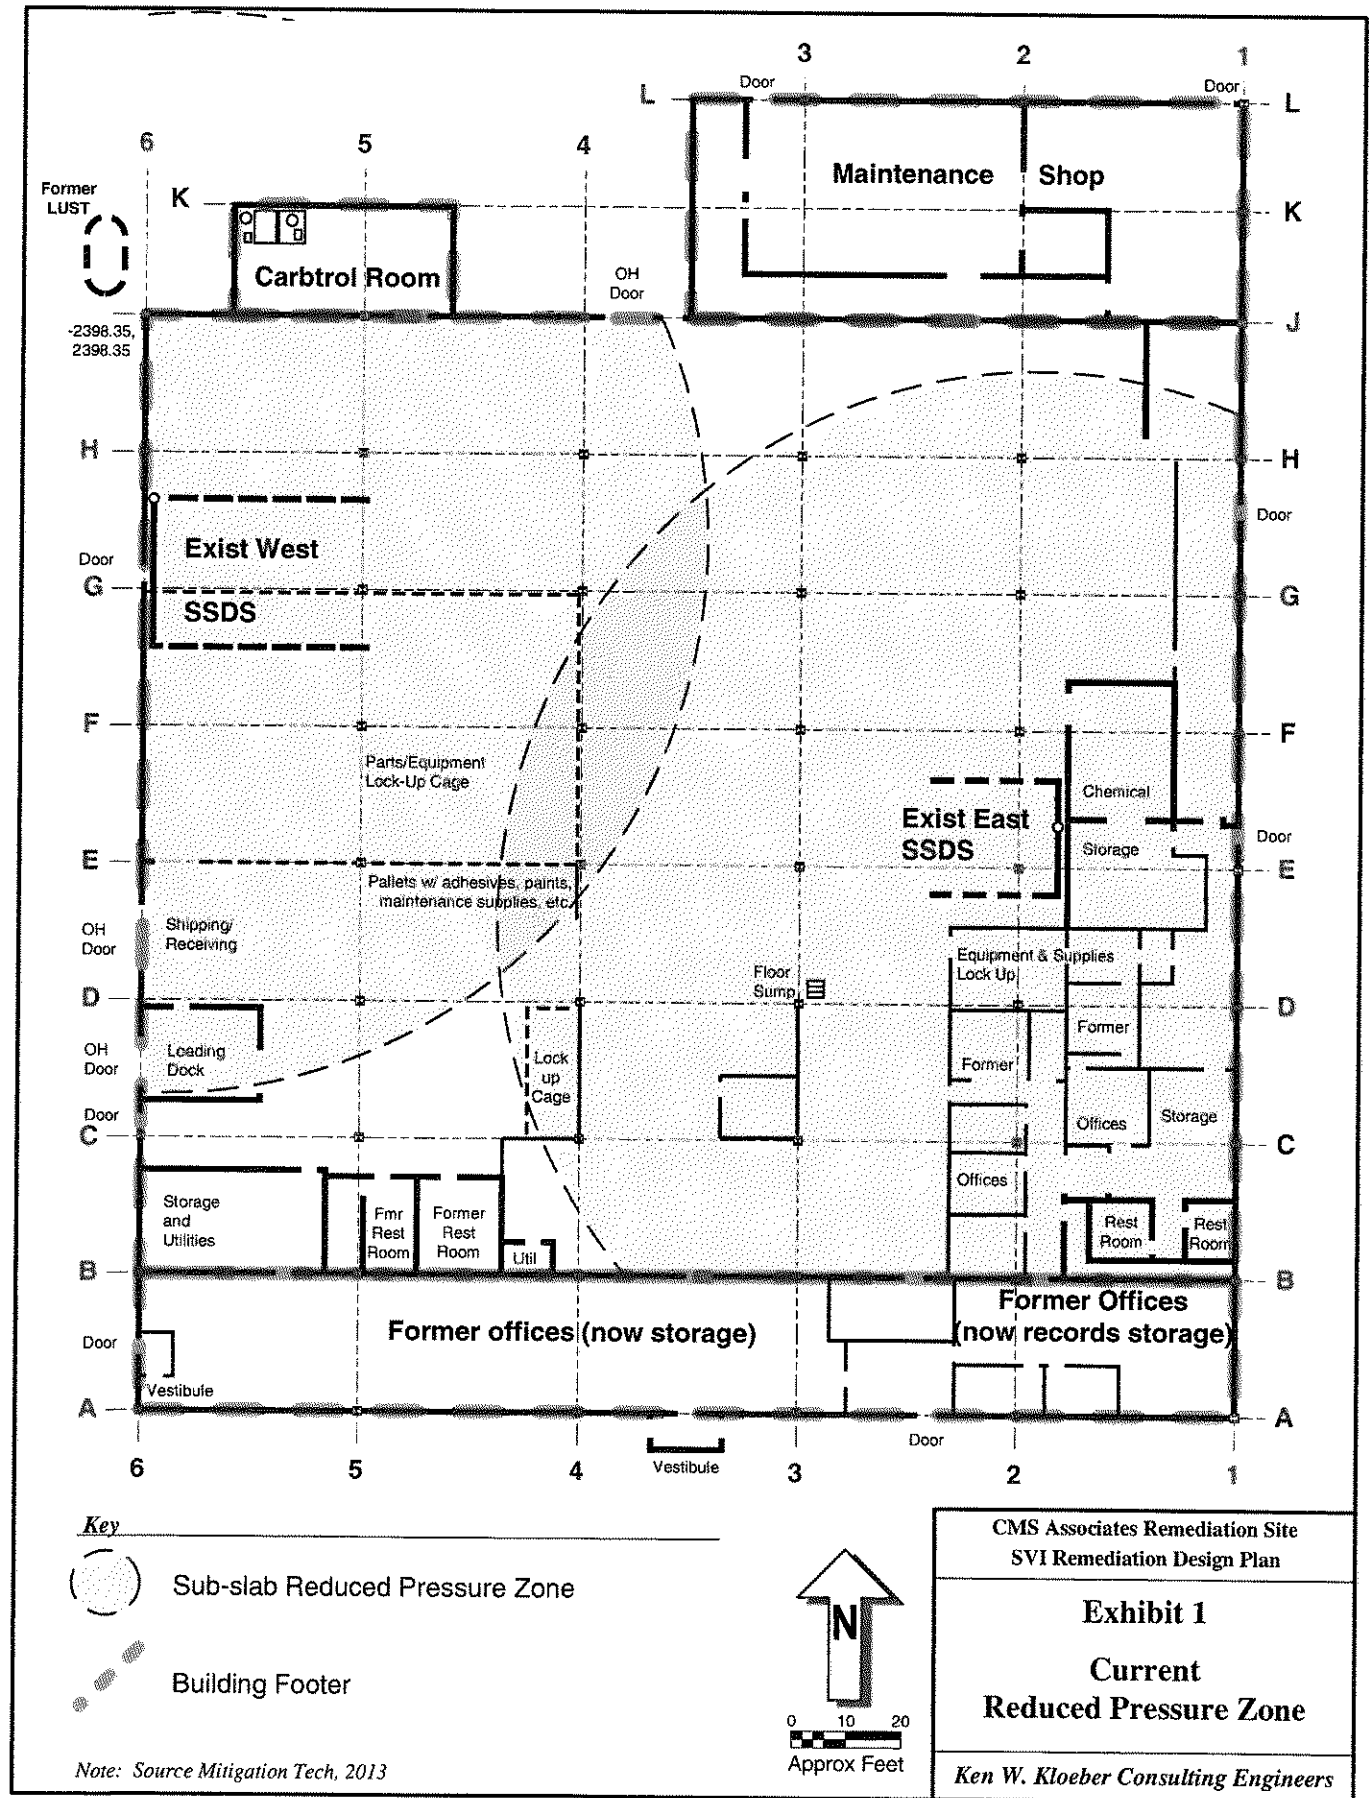 3
2
1
Door
Door
L
L
6
5
4
Maintenance Shop
Former
LUST
K
K
Carbtrol Room
OH
Door
-2398.35,
2398.35
J
H
H
Door
Exist West
Door
G
SSDS
G
F
F
Parts/Equipment
Lock-Up Cage
Chemical
Exist East
SSDS
Door
Storage
E
E
Pallets w/ adhesives, paints,
maintenance supplies, etc.
OH
Door
Shipping/
Receiving
Equipment & Supplies
Lock Up
Floor
Sump
D
D
Former
OH
Door
Loading
Dock
Lock
up
Cage
Former
Door
C
Offices
Storage
C
Offices
Storage
and
Utilities
Fmr
Rest
Room
Former
Rest
Room
Util
Rest
Room
Rest
Room
B
B
Former offices (now storage)
Former Offices
(now records storage)
Door
Vestibule
A
A
Door
Vestibule
6
5
4
3
2
1
Key
Sub-slab Reduced Pressure Zone
Building Footer
Note: Source Mitigation Tech, 2013
N
0 10 20
Approx Feet
CMS Associates Remediation Site
SVI Remediation Design Plan
Exhibit 1
Current
Reduced Pressure Zone
Ken W. Kloeber Consulting Engineers